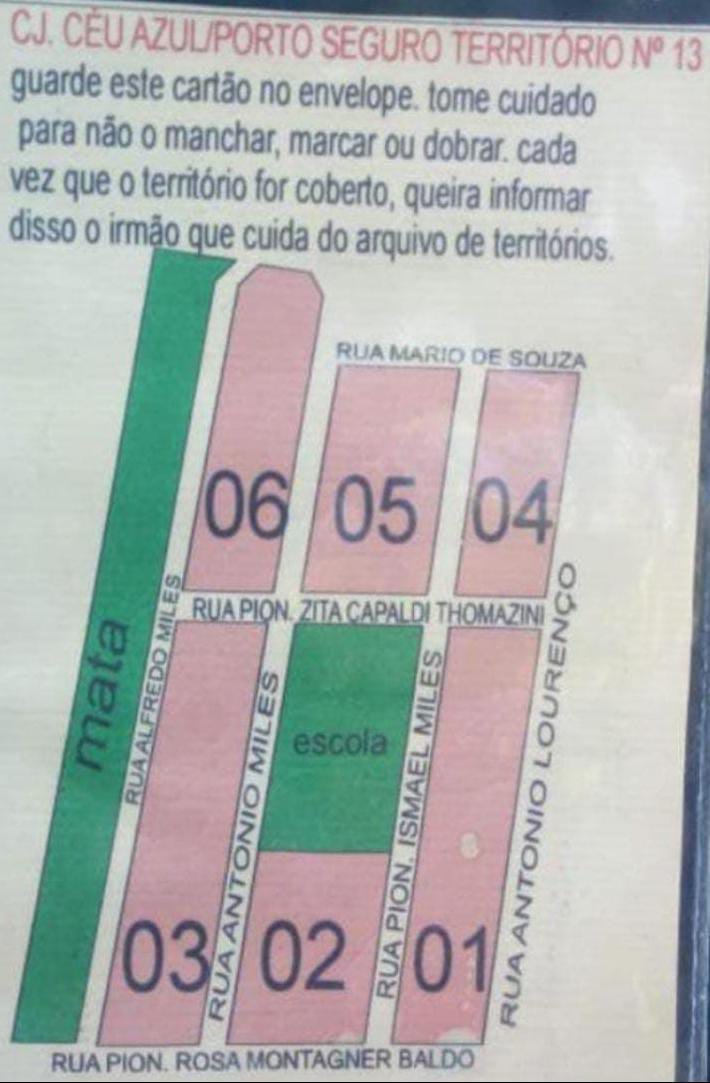 CJ. CÉU AZUL/PORTO SEGURO TERRITÓRIO Nº 13
guarde este cartão no envelope. tome cuidado
para não o manchar, marcar ou dobrar. cada
vez que o território for coberto, queira informar
disso o irmão que cuida do arquivo de territórios.
RUA MARIO DE SOUZA
06
05
04
RUA PION. ZITA CAPALDI THOMAZINI
mata
RUA ALFREDO MILES
RUA ANTONIO MILES
escola
RUA PION. ISMAEL MILES
RUA ANTONIO LOURENÇO
03
02
01
RUA PION. ROSA MONTAGNER BALDO